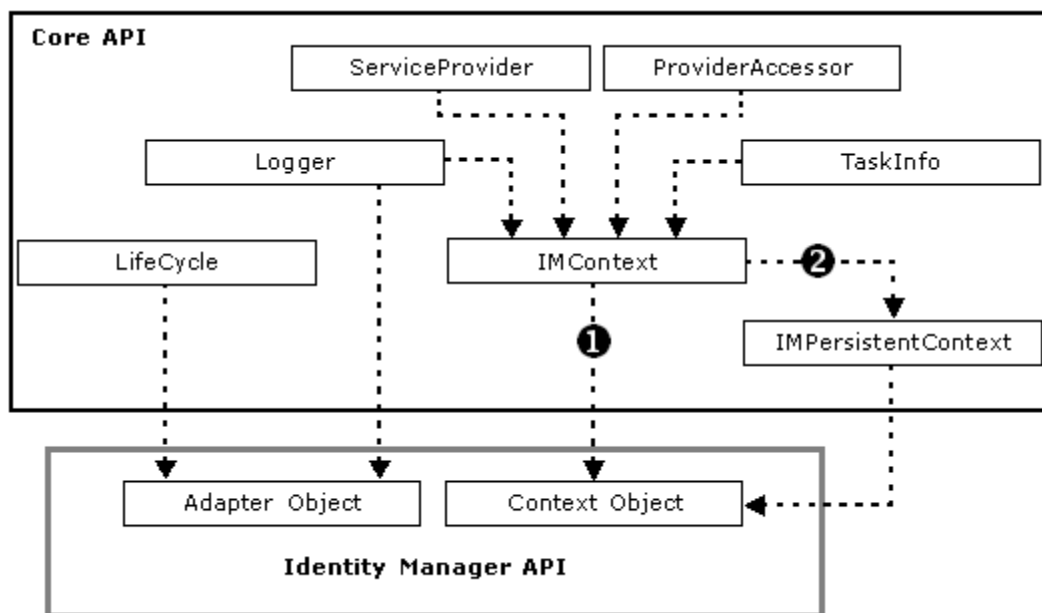 Core API
ServiceProvider
ProviderAccessor
Logger
TaskInfo
LifeCycle
IMContext
2
1
IMPersistentContext
Adapter Object
Context Object
Identity Manager API